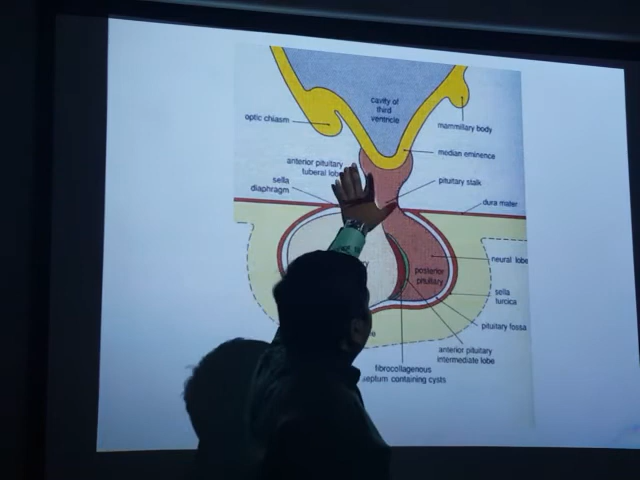 cavity of
third
ventricle
optic chiasm
mammillary body
median eminence
anterior pituitary
tuberal lobe
pituitary stalk
sella
diaphragm
dura mater
neural lobe
posterior
pituitary
sella
turcica
pituitary fossa
anterior pituitary
intermediate lobe
fibrocollagenous
septum containing cysts